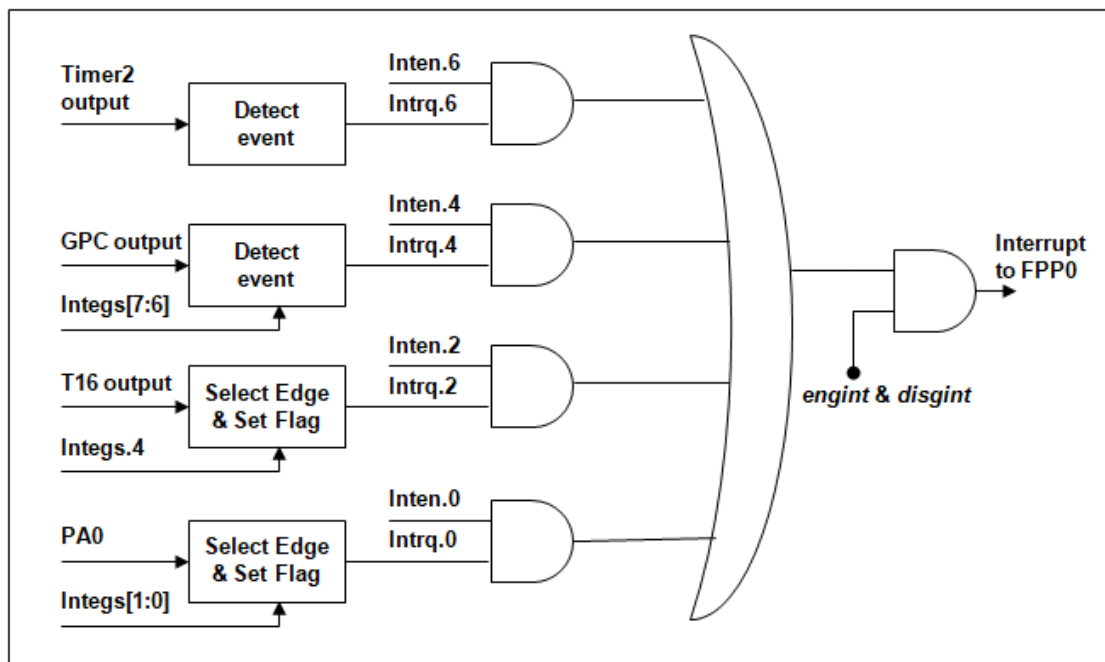 Timer2
output
Detect
event
Inten.6
Intrq.6
GPC output
Integs[7:6]
Detect
event
Inten.4
Intrq.4
T16 output
Integs.4
Select Edge
& Set Flag
Inten.2
Intrq.2
PA0
Integs[1:0]
Select Edge
& Set Flag
Inten.0
Intrq.0
engint & disgint
Interrupt
to FPP0